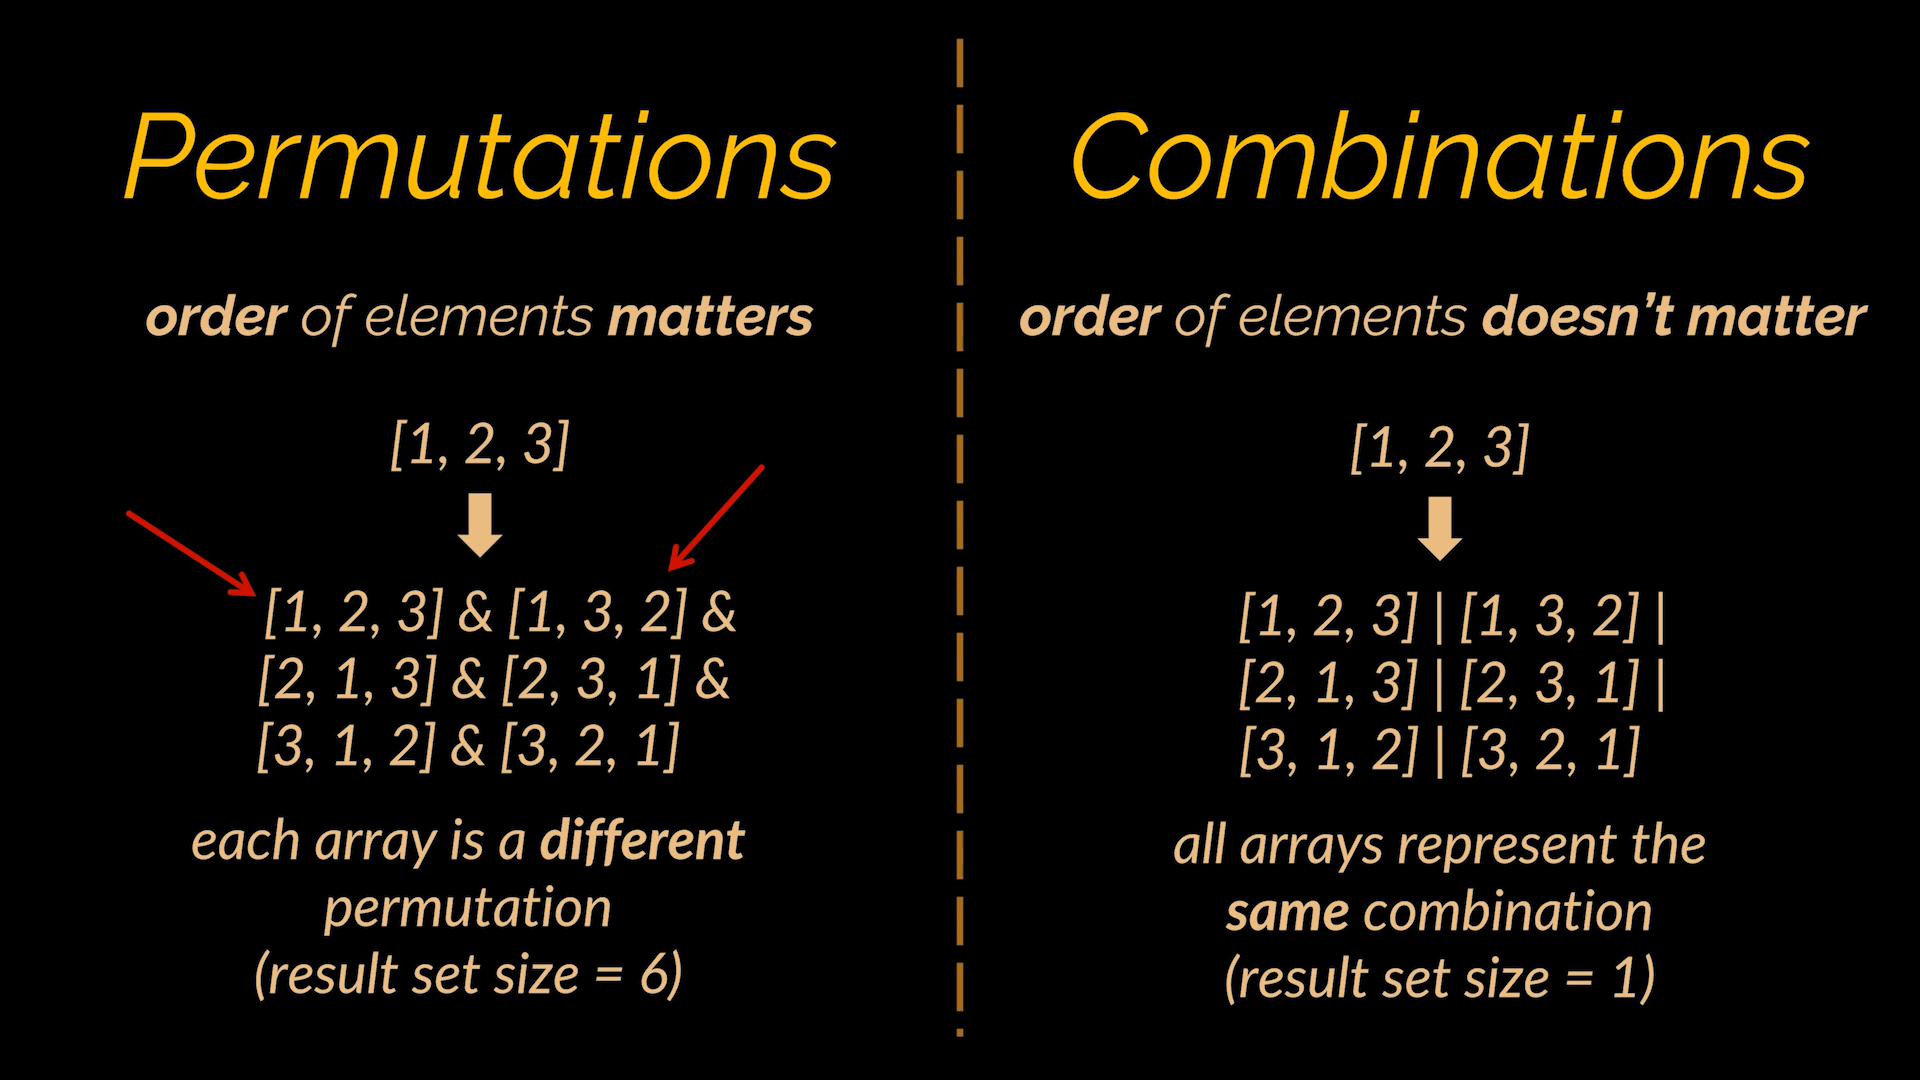 Permutations
order of elements matters
[1, 2, 3]
[1, 2, 3] & [1, 3, 2] &
[2, 1, 3] & [2, 3, 1] &
[3, 1, 2] & [3, 2, 1]
each array is a different
permutation
(result set size = 6)
Combinations
order of elements doesn’t matter
[1, 2, 3]
[1, 2, 3] | [1, 3, 2] |
[2, 1, 3] | [2, 3, 1] |
[3, 1, 2] | [3, 2, 1]
all arrays represent the
same combination
(result set size = 1)